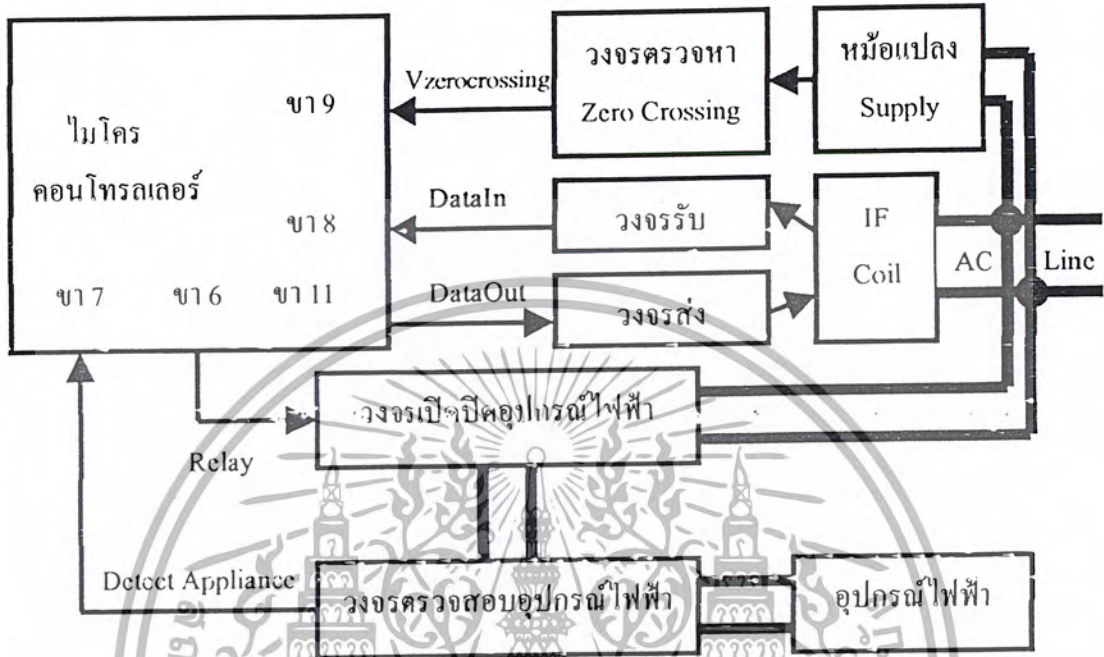 ไมโคร
คอนโทรลเลอร์
ขา 9
ขา 8
ขา 7
ขา 6
ขา 11
Vzerocrossing
วงจรตรวจหา
Zero Crossing
หม้อแปลง
Supply
DataIn
วงจรรับ
IF
Coil
AC
Line
DataOut
วงจรส่ง
วงจรเปิดปิดอุปกรณ์ไฟฟ้า
Relay
Detect Appliance
วงจรตรวจสอบอุปกรณ์ไฟฟ้า
อุปกรณ์ไฟฟ้า